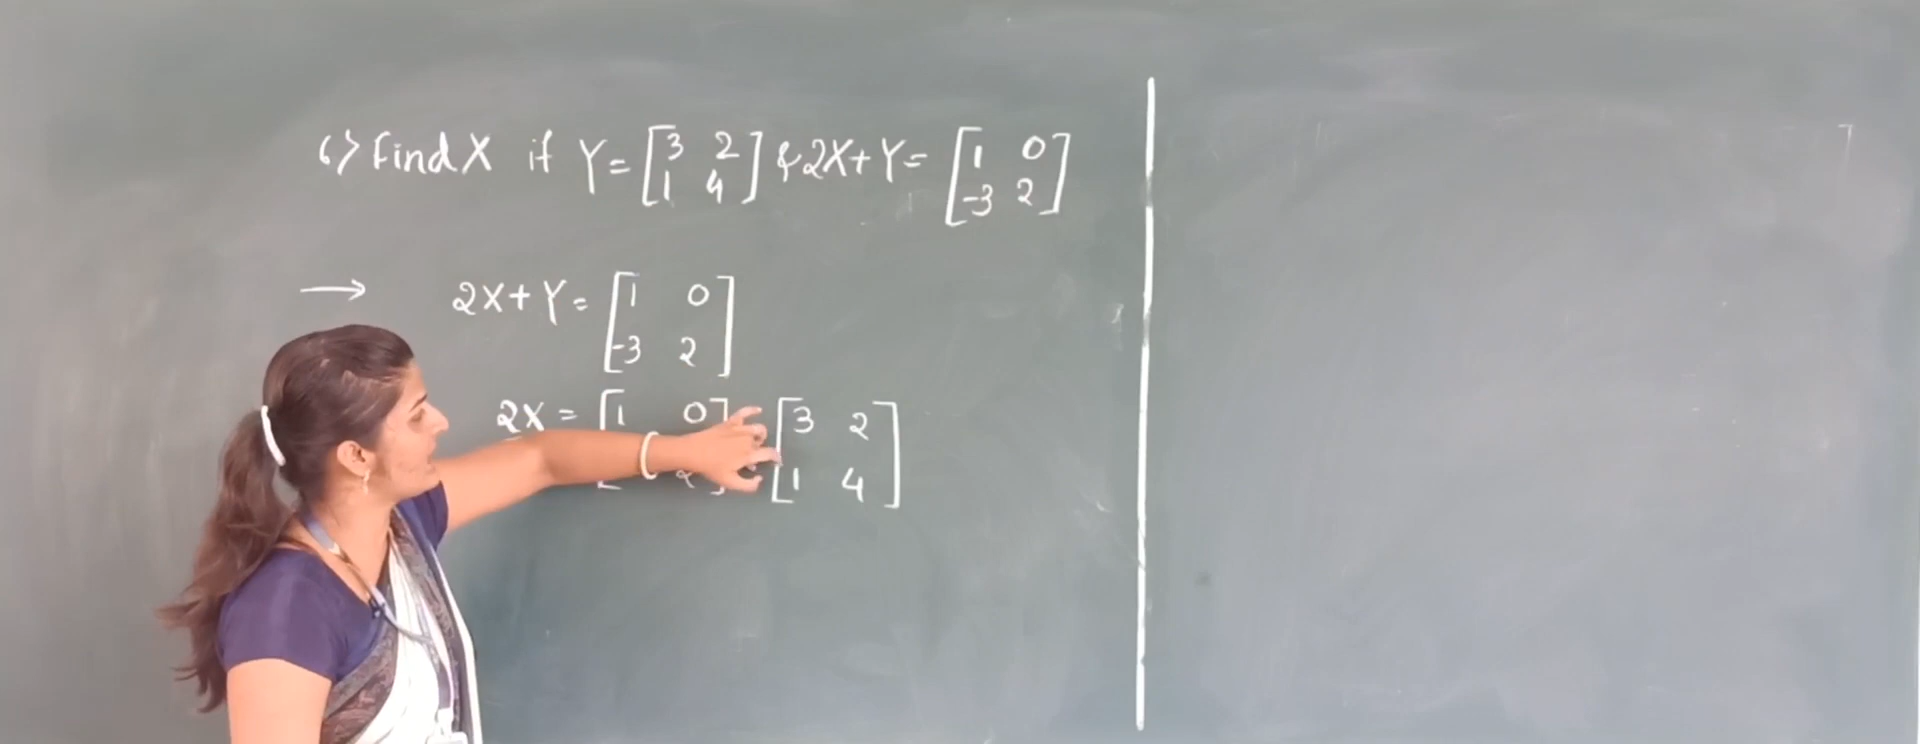 6) Find X if Y = [3 2 & 2X + Y = [1 0
1 4] -3 2]
→ 2X + Y = [1 0
-3 2]
2X = [1 0] [3 2
2] 1 4]